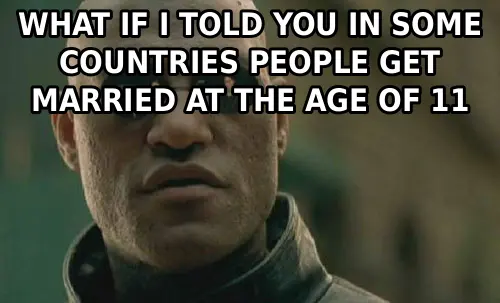 WHAT IF I TOLD YOU IN SOME
COUNTRIES PEOPLE GET
MARRIED AT THE AGE OF 11